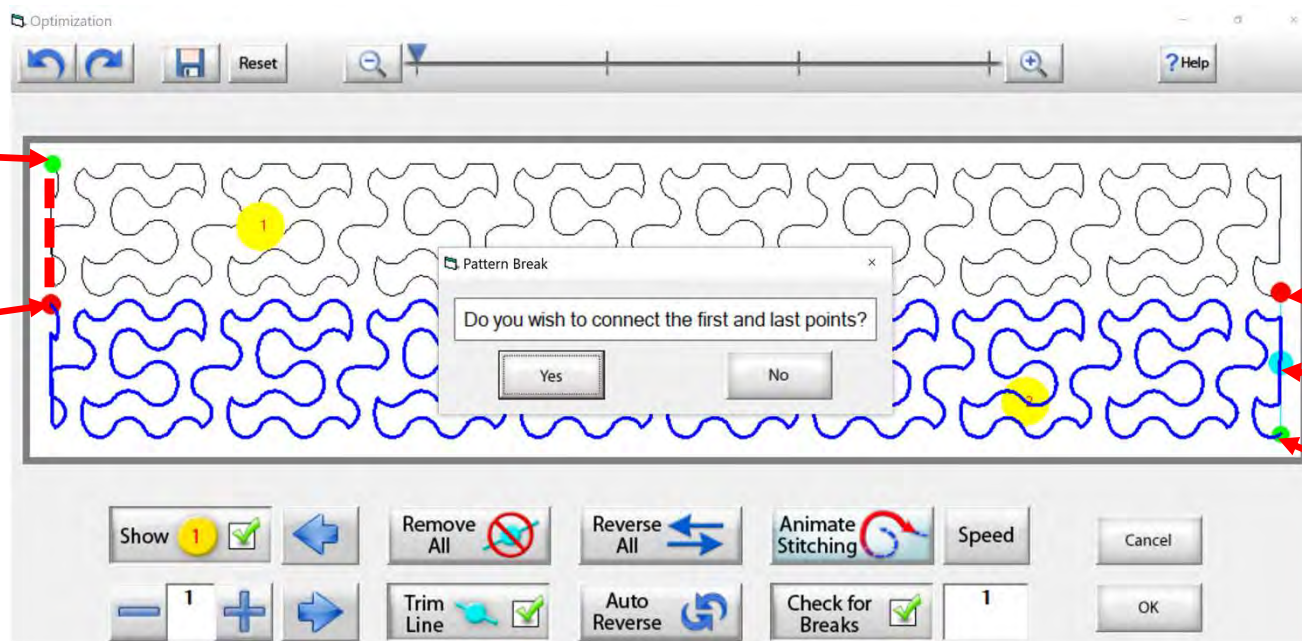 Optimization
Reset
Help
1
Pattern Break
Do you wish to connect the first and last points?
Yes
No
2
Show 1
Remove
All
Reverse
All
Animate
Stitching
Speed
Cancel
1
Trim
Line
Auto
Reverse
Check for
Breaks
1
OK